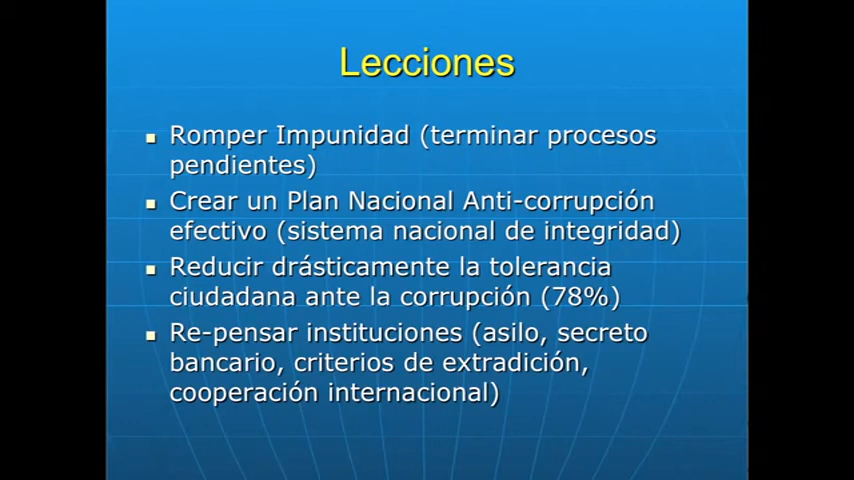 Lecciones
Romper Impunidad (terminar procesos
pendientes)
Crear un Plan Nacional Anti-corrupción
efectivo (sistema nacional de integridad)
Reducir drásticamente la tolerancia
ciudadana ante la corrupción (78%)
Re-pensar instituciones (asilo, secreto
bancario, criterios de extradición,
cooperación internacional)